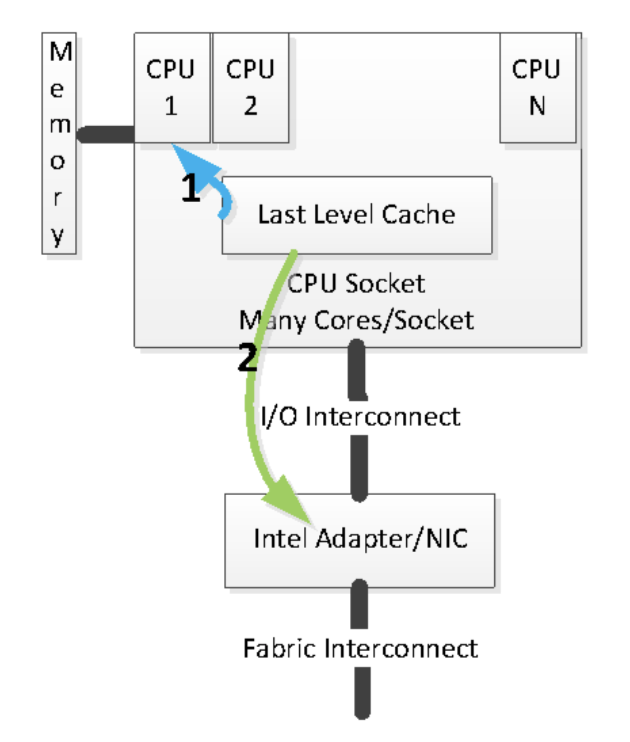 Memory
CPU
1
CPU
2
CPU
N
1
Last Level Cache
CPU Socket
Many Cores/Socket
2
I/O Interconnect
Intel Adapter/NIC
Fabric Interconnect